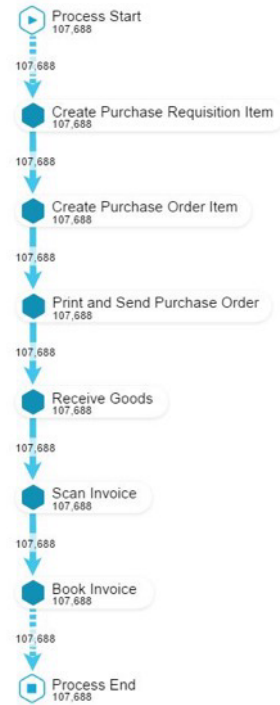 Process Start
107,688
107,688
Create Purchase Requisition Item
107,688
107,688
Create Purchase Order Item
107,688
107,688
Print and Send Purchase Order
107,688
107,688
Receive Goods
107,688
107,688
Scan Invoice
107,688
107,688
Book Invoice
107,688
107,688
Process End
107,688